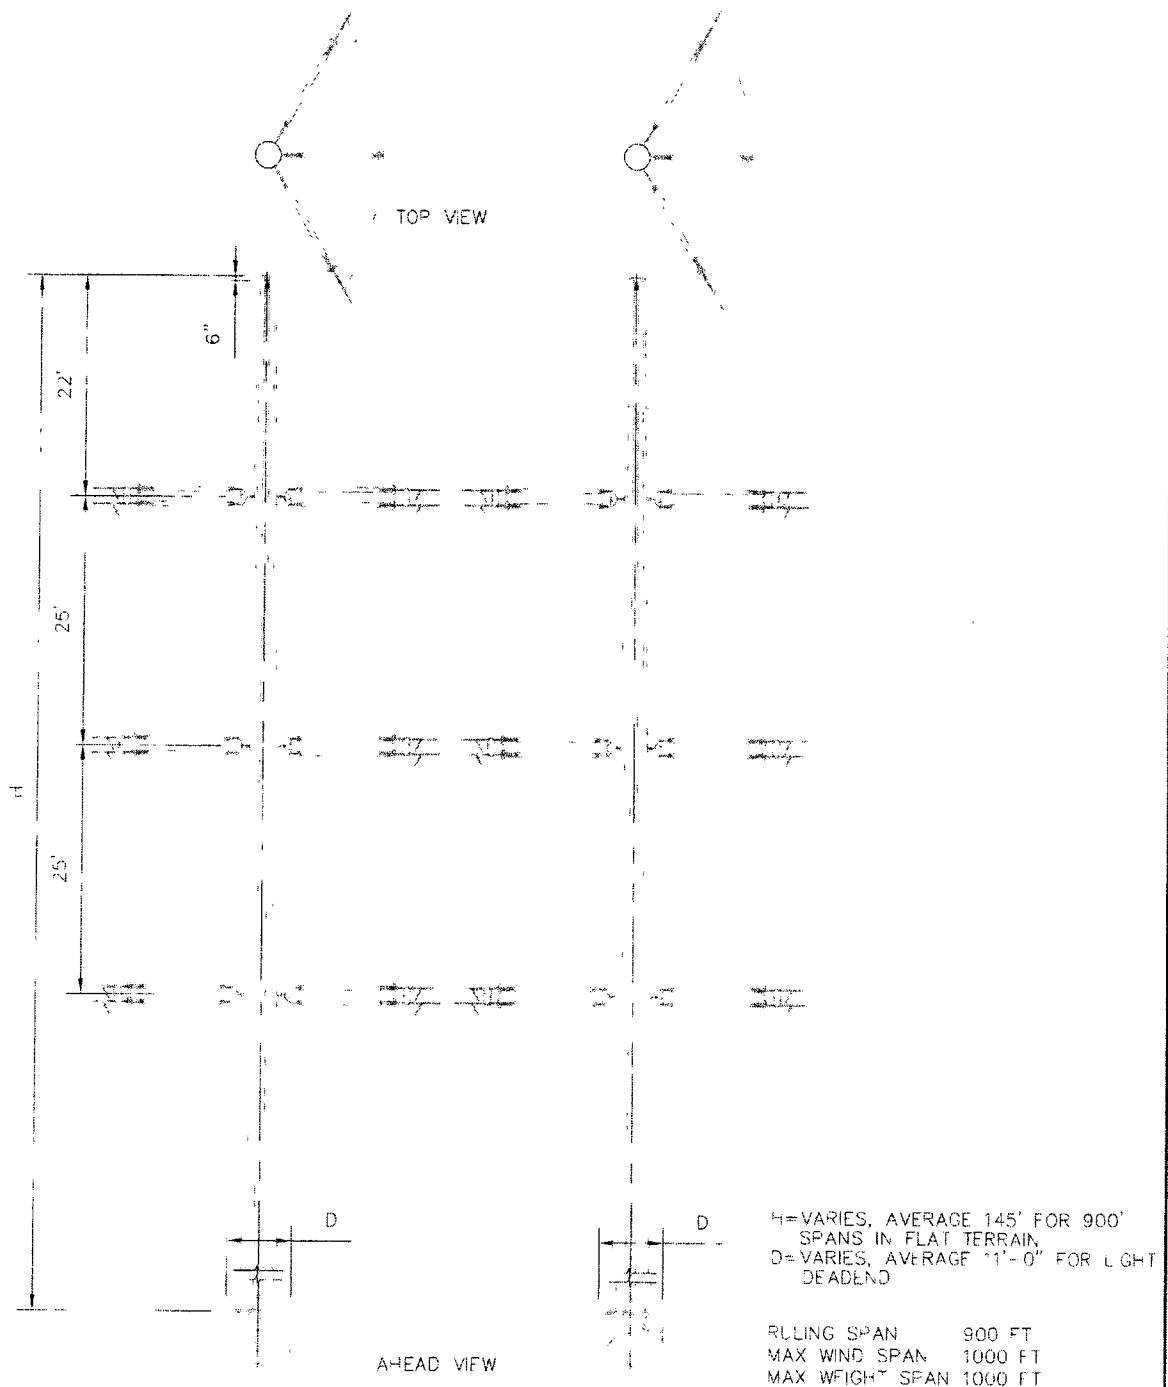 TOP VIEW
6"
22'
25'
H
25'
D
D
H=VARIES, AVERAGE 145' FOR 900'
SPANS IN FLAT TERRAIN
D=VARIES, AVERAGE 11'-0" FOR LIGHT
DEADEND
RULING SPAN 900 FT
MAX WIND SPAN 1000 FT
MAX WEIGHT SPAN 1000 FT
AHEAD VIEW